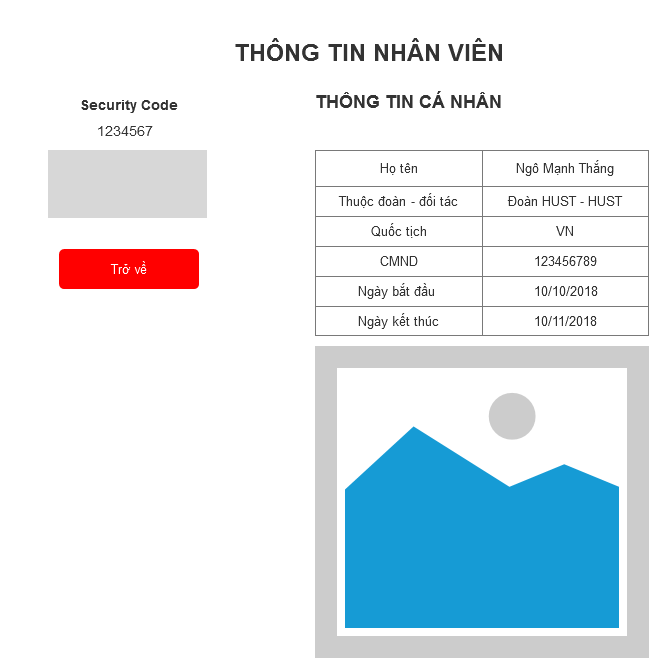 THÔNG TIN NHÂN VIÊN
Security Code
1234567
Trở về
THÔNG TIN CÁ NHÂN
Họ tên Ngô Mạnh Thắng
Thuộc đoàn - đối tác Đoàn HUST - HUST
Quốc tịch VN
CMND 123456789
Ngày bắt đầu 10/10/2018
Ngày kết thúc 10/11/2018